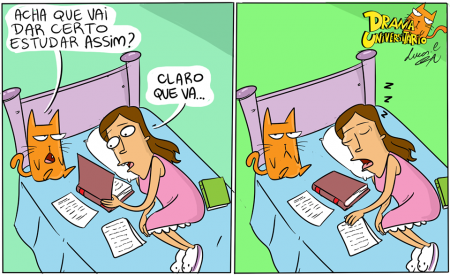 ACHA QUE VAI
DAR CERTO
ESTUDAR ASSIM?
CLARO
QUE VA...
DRAMA
UNIVERSITÁRIO
z
z
z